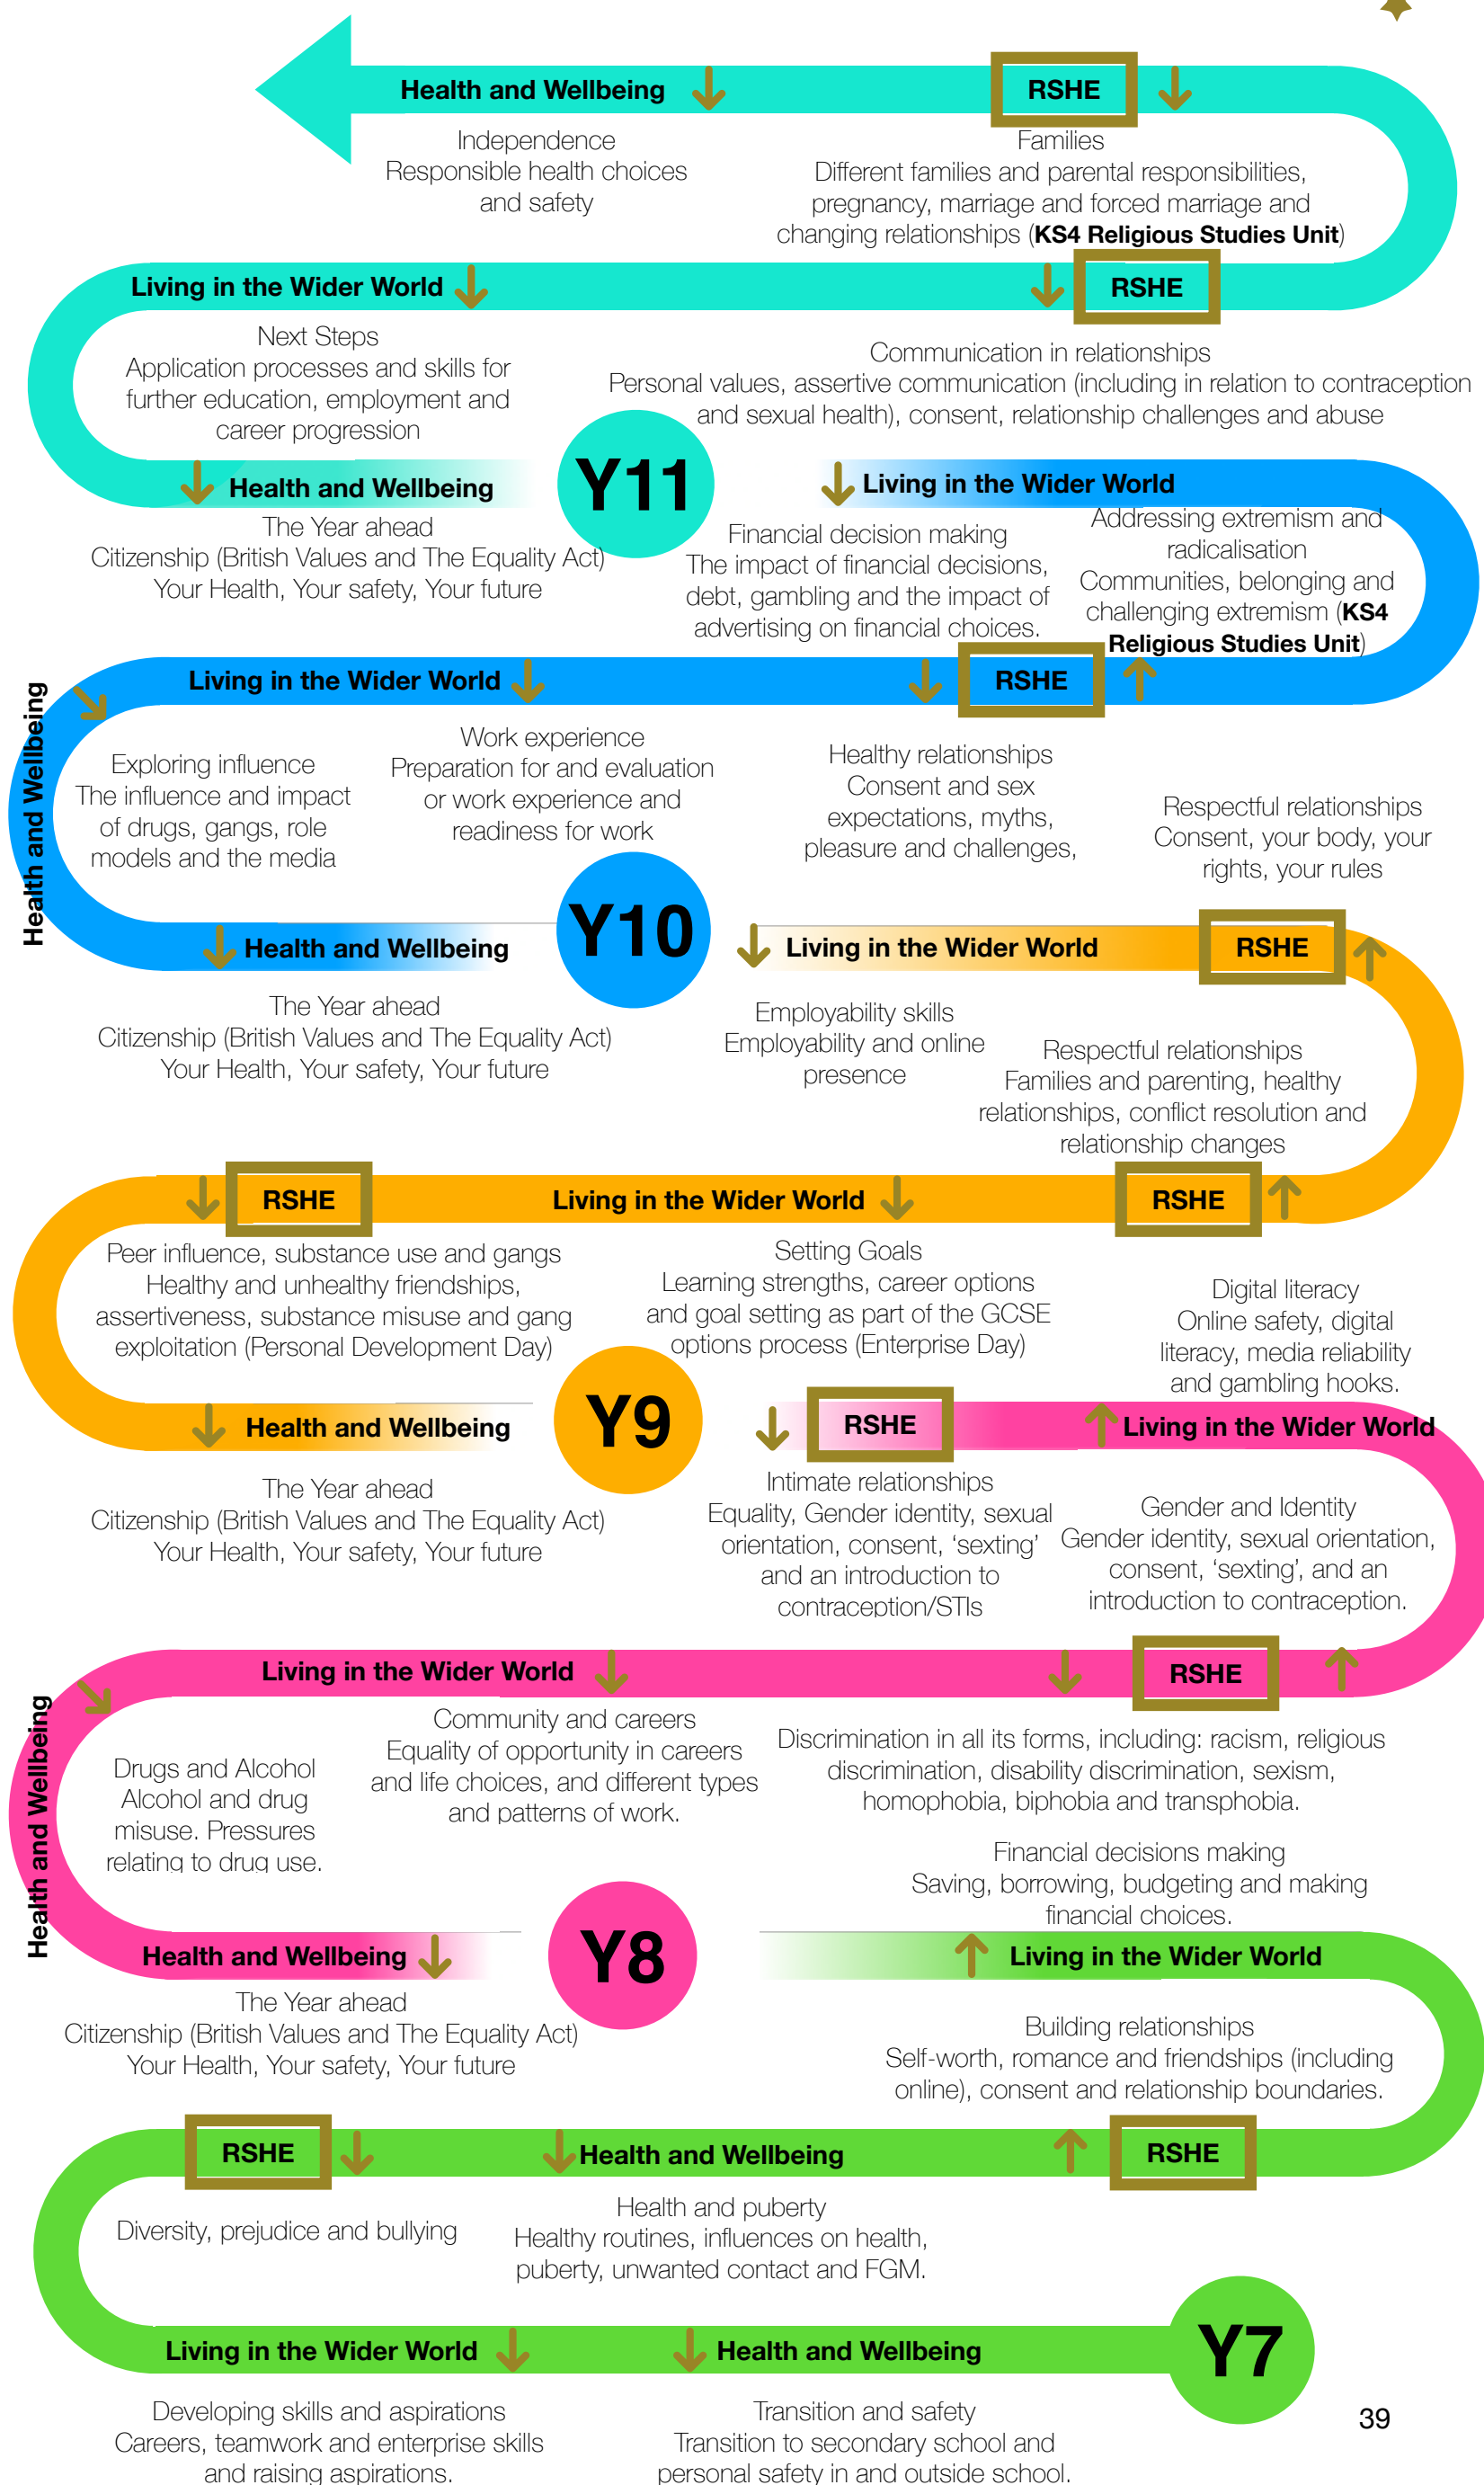 Health and Wellbeing
RSHE
Independence
Responsible health choices
and safety
Families
Different families and parental responsibilities,
pregnancy, marriage and forced marriage and
changing relationships (KS4 Religious Studies Unit)
Living in the Wider World
RSHE
Next Steps
Application processes and skills for
further education, employment and
career progression
Communication in relationships
Personal values, assertive communication (including in relation to contraception
and sexual health), consent, relationship challenges and abuse
Y11
Health and Wellbeing
The Year ahead
Citizenship (British Values and The Equality Act)
Your Health, Your safety, Your future
Living in the Wider World
Financial decision making
The impact of financial decisions,
debt, gambling and the impact of
advertising on financial choices.
Addressing extremism and
radicalisation
Communities, belonging and
challenging extremism (KS4
Religious Studies Unit)
Living in the Wider World
RSHE
Health and Wellbeing
Exploring influence
The influence and impact
of drugs, gangs, role
models and the media
Work experience
Preparation for and evaluation
or work experience and
readiness for work
Healthy relationships
Consent and sex
expectations, myths,
pleasure and challenges,
Respectful relationships
Consent, your body, your
rights, your rules
Y10
Health and Wellbeing
The Year ahead
Citizenship (British Values and The Equality Act)
Your Health, Your safety, Your future
Living in the Wider World
RSHE
Employability skills
Employability and online
presence
Respectful relationships
Families and parenting, healthy
relationships, conflict resolution and
relationship changes
RSHE
Living in the Wider World
RSHE
Peer influence, substance use and gangs
Healthy and unhealthy friendships,
assertiveness, substance misuse and gang
exploitation (Personal Development Day)
Setting Goals
Learning strengths, career options
and goal setting as part of the GCSE
options process (Enterprise Day)
Digital literacy
Online safety, digital
literacy, media reliability
and gambling hooks.
Y9
Health and Wellbeing
The Year ahead
Citizenship (British Values and The Equality Act)
Your Health, Your safety, Your future
RSHE
Living in the Wider World
Intimate relationships
Equality, Gender identity, sexual
orientation, consent, ‘sexting’
and an introduction to
contraception/STIs
Gender and Identity
Gender identity, sexual orientation,
consent, ‘sexting’, and an
introduction to contraception.
Living in the Wider World
RSHE
Health and Wellbeing
Drugs and Alcohol
Alcohol and drug
misuse. Pressures
relating to drug use.
Community and careers
Equality of opportunity in careers
and life choices, and different types
and patterns of work.
Discrimination in all its forms, including: racism, religious
discrimination, disability discrimination, sexism,
homophobia, biphobia and transphobia.
Financial decisions making
Saving, borrowing, budgeting and making
financial choices.
Y8
Health and Wellbeing
The Year ahead
Citizenship (British Values and The Equality Act)
Your Health, Your safety, Your future
Living in the Wider World
Building relationships
Self-worth, romance and friendships (including
online), consent and relationship boundaries.
RSHE
Health and Wellbeing
RSHE
Diversity, prejudice and bullying
Health and puberty
Healthy routines, influences on health,
puberty, unwanted contact and FGM.
Living in the Wider World
Health and Wellbeing
Y7
Developing skills and aspirations
Careers, teamwork and enterprise skills
and raising aspirations.
Transition and safety
Transition to secondary school and
personal safety in and outside school.
39